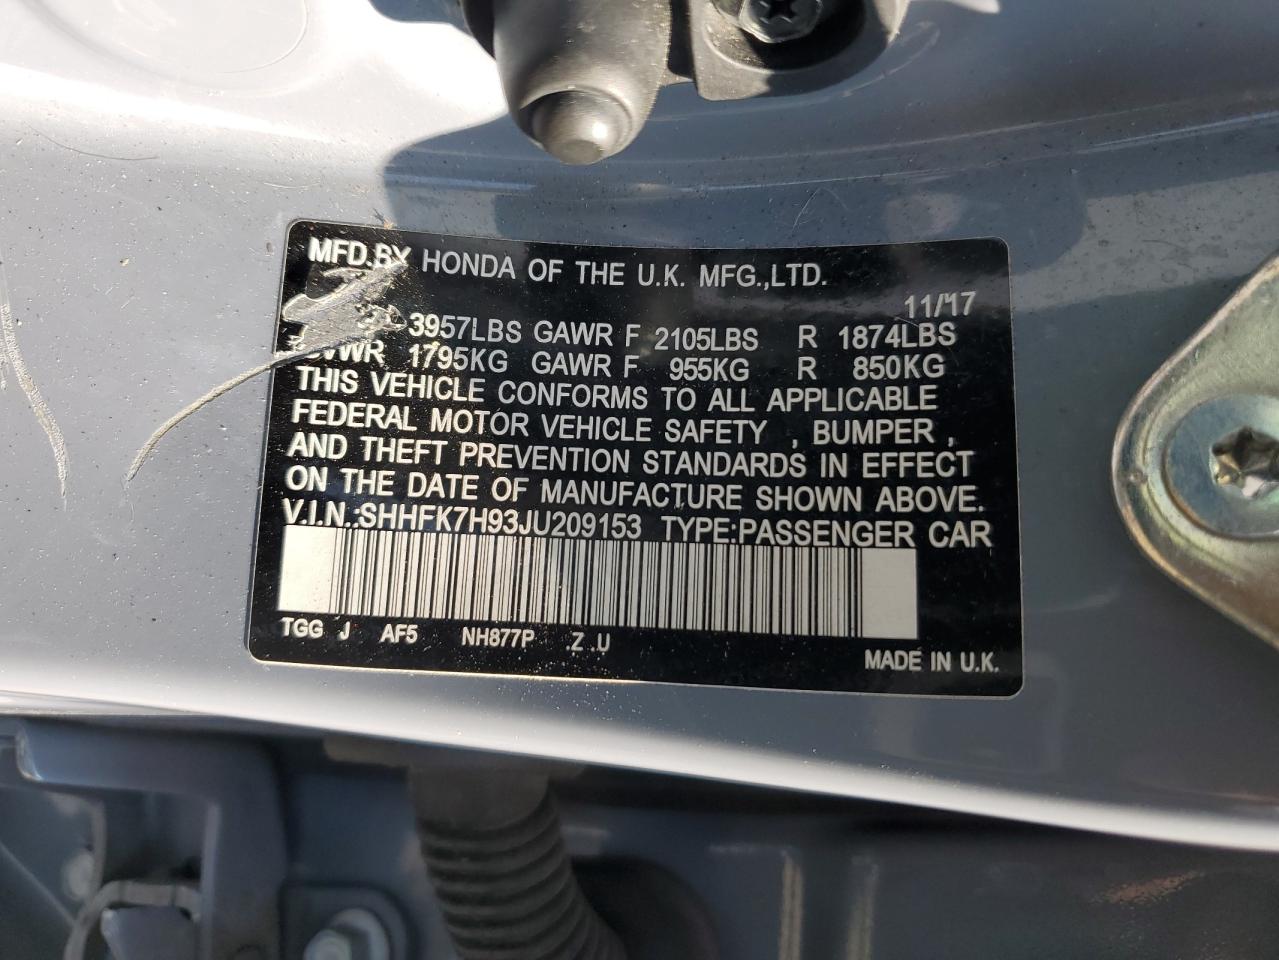 MFD.BY HONDA OF THE U.K. MFG.,LTD.
11/'17
3957LBS GAWR F 2105LBS R 1874LBS
GVWR 1795KG GAWR F 955KG R 850KG
THIS VEHICLE CONFORMS TO ALL APPLICABLE
FEDERAL MOTOR VEHICLE SAFETY , BUMPER ,
AND THEFT PREVENTION STANDARDS IN EFFECT
ON THE DATE OF MANUFACTURE SHOWN ABOVE.
V.I.N.:SHHFK7H93JU209153 TYPE:PASSENGER CAR
TGG J AF5 NH877P .Z .U
MADE IN U.K.